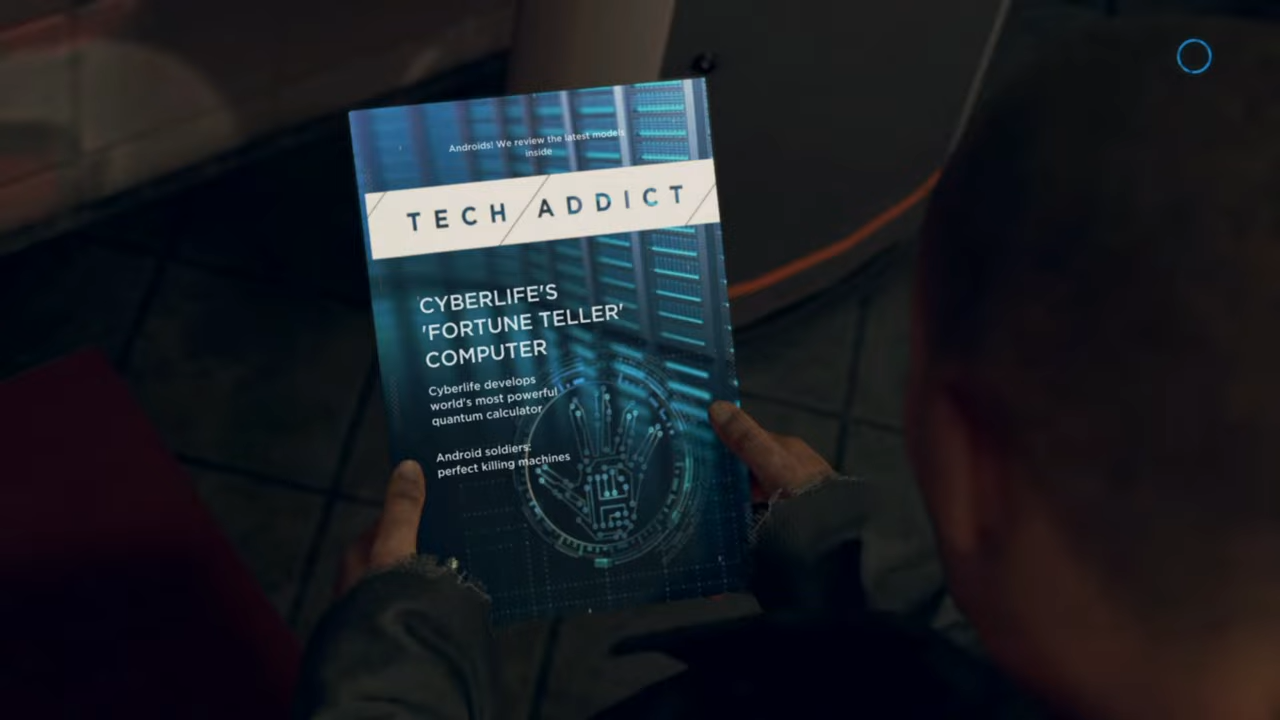 Androids! We review the latest models
inside
TECH ADDICT
CYBERLIFE'S
'FORTUNE TELLER'
COMPUTER
Cyberlife develops
world's most powerful
quantum calculator
Android soldiers:
perfect killing machines